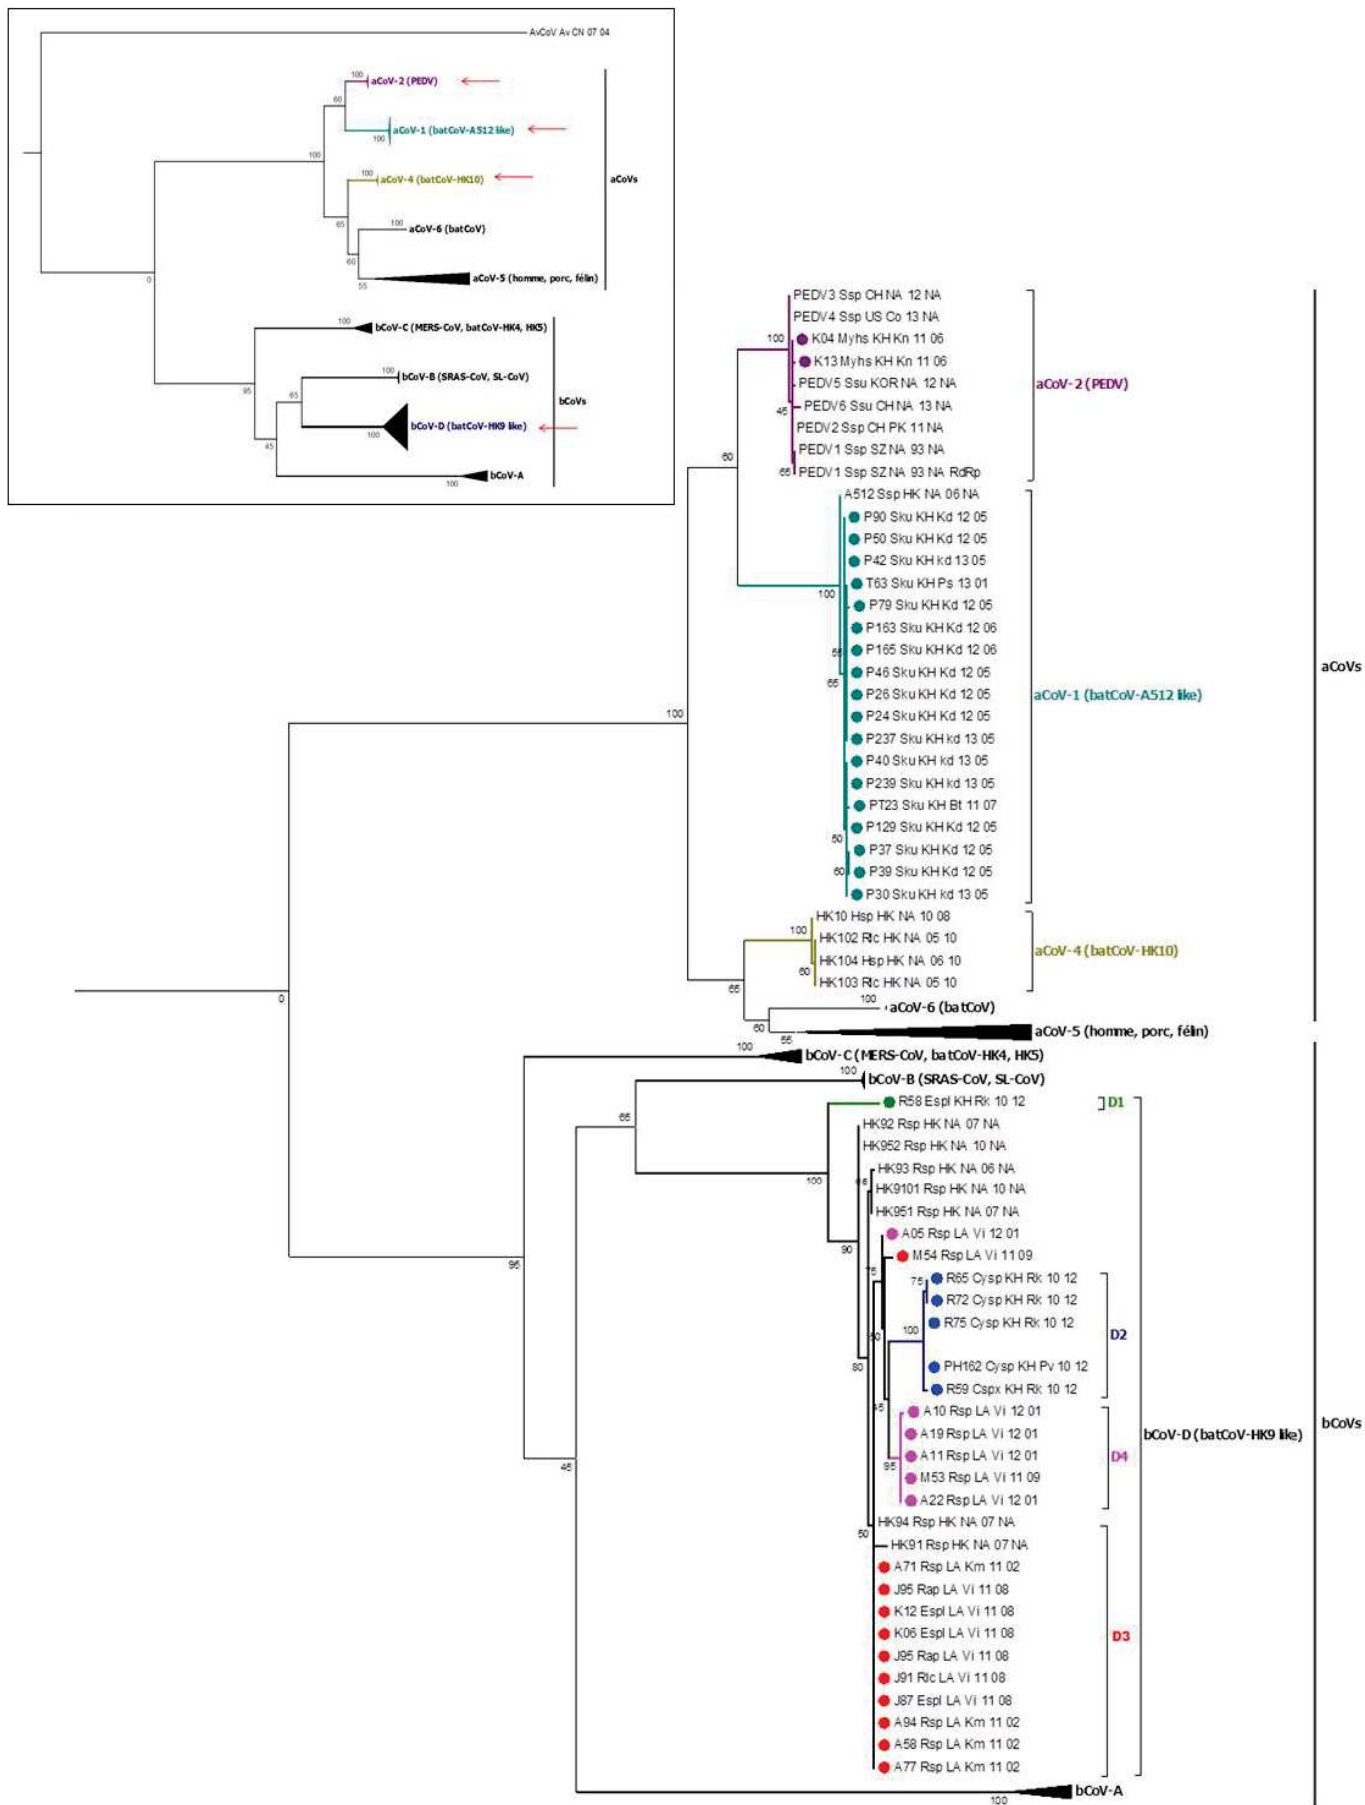 AvCoV Av CN 07 04
100
aCoV-2 (PEDV)
60
100
aCoV-1 (batCoV-A512 like)
100
100
aCoV-4 (batCoV-HK10)
aCoVs
65
100
aCoV-6 (batCoV)
60
55
aCoV-5 (homme, porc, félin)
0
100
bCoV-C (MERS-CoV, batCoV-HK4, HK5)
95
100
bCoV-B (SRAS-CoV, SL-CoV)
65
bCoVs
100
bCoV-D (batCoV-HK9 like)
45
100
bCoV-A
PEDV3 Ssp CH NA 12 NA
PEDV4 Ssp US Co 13 NA
100
K04 Myhs KH Kn 11 06
K13 Myhs KH Kn 11 06
PEDV5 Ssu KOR NA 12 NA
aCoV-2 (PEDV)
45
PEDV6 Ssu CH NA 13 NA
PEDV2 Ssp CH PK 11 NA
PEDV1 Ssp SZ NA 93 NA
60
65
PEDV1 Ssp SZ NA 93 NA RdRp
A512 Ssp HK NA 06 NA
P90 Sku KH Kd 12 05
P50 Sku KH Kd 12 05
P42 Sku KH kd 13 05
T63 Sku KH Ps 13 01
100
P79 Sku KH Kd 12 05
P163 Sku KH Kd 12 06
55
P165 Sku KH Kd 12 06
aCoVs
P46 Sku KH Kd 12 05
65
P26 Sku KH Kd 12 05
aCoV-1 (batCoV-A512 like)
P24 Sku KH Kd 12 05
100
P237 Sku KH kd 13 05
P40 Sku KH kd 13 05
P239 Sku KH kd 13 05
PT23 Sku KH Bt 11 07
P129 Sku KH Kd 12 05
50
P37 Sku KH Kd 12 05
60
P39 Sku KH Kd 12 05
P30 Sku KH kd 13 05
HK10 Hsp HK NA 10 08
100
HK102 Rlc HK NA 05 10
aCoV-4 (batCoV-HK10)
HK104 Hsp HK NA 06 10
60
HK103 Rlc HK NA 05 10
65
0
100
aCoV-6 (batCoV)
60
55
aCoV-5 (homme, porc, félin)
100
bCoV-C (MERS-CoV, batCoV-HK4, HK5)
100
bCoV-B (SRAS-CoV, SL-CoV)
R58 Espl KH Rk 10 12
D1
65
HK92 Rsp HK NA 07 NA
HK952 Rsp HK NA 10 NA
HK93 Rsp HK NA 06 NA
100
HK9101 Rsp HK NA 10 NA
HK951 Rsp HK NA 07 NA
A05 Rsp LA Vi 12 01
90
M54 Rsp LA Vi 11 09
95
75
75
R65 Cysp KH Rk 10 12
R72 Cysp KH Rk 10 12
R75 Cysp KH Rk 10 12
100
D2
PH162 Cysp KH Pv 10 12
80
R59 Cspx KH Rk 10 12
45
A10 Rsp LA Vi 12 01
bCoVs
A19 Rsp LA Vi 12 01
bCoV-D (batCoV-HK9 like)
A11 Rsp LA Vi 12 01
D4
95
45
M53 Rsp LA Vi 11 09
A22 Rsp LA Vi 12 01
HK94 Rsp HK NA 07 NA
50
HK91 Rsp HK NA 07 NA
A71 Rsp LA Km 11 02
J95 Rap LA Vi 11 08
K12 Espl LA Vi 11 08
K06 Espl LA Vi 11 08
D3
J95 Rap LA Vi 11 08
J91 Rlc LA Vi 11 08
J87 Espl LA Vi 11 08
A94 Rsp LA Km 11 02
A58 Rsp LA Km 11 02
A77 Rsp LA Km 11 02
bCoV-A
100